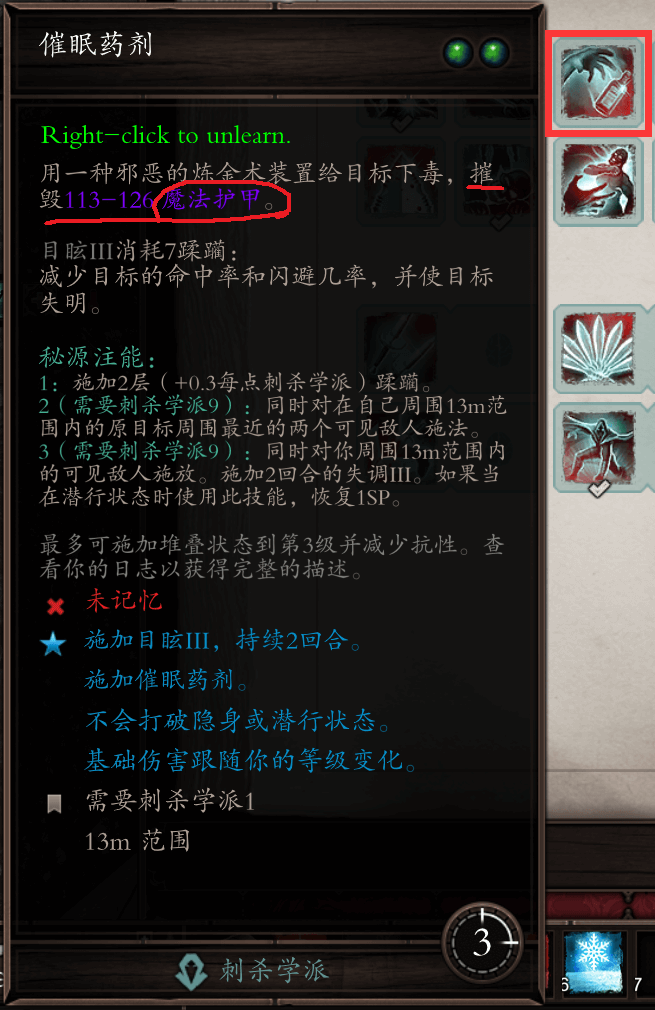 催眠药剂
Right-click to unlearn.
用一种邪恶的炼金术装置给目标下毒，摧
毁113-126 魔法护甲。
目眩III消耗7蹂躏：
减少目标的命中率和闪避几率，并使目标
失明。
秘源注能：
1：施加2层（+0.3每点刺杀学派）蹂躏。
2（需要刺杀学派9）：同时对在自己周围13m范
围内的原目标周围最近的两个可见敌人施法。
3（需要刺杀学派9）：同时对你周围13m范围内
的可见敌人施放。施加2回合的失调III。如果当
在潜行状态时使用此技能，恢复1SP。
最多可施加堆叠状态到第3级并减少抗性。查
看你的日志以获得完整的描述。
未记忆
施加目眩III，持续2回合。
施加催眠药剂。
不会打破隐身或潜行状态。
基础伤害跟随你的等级变化。
需要刺杀学派1
13m 范围
3
刺杀学派
6
7